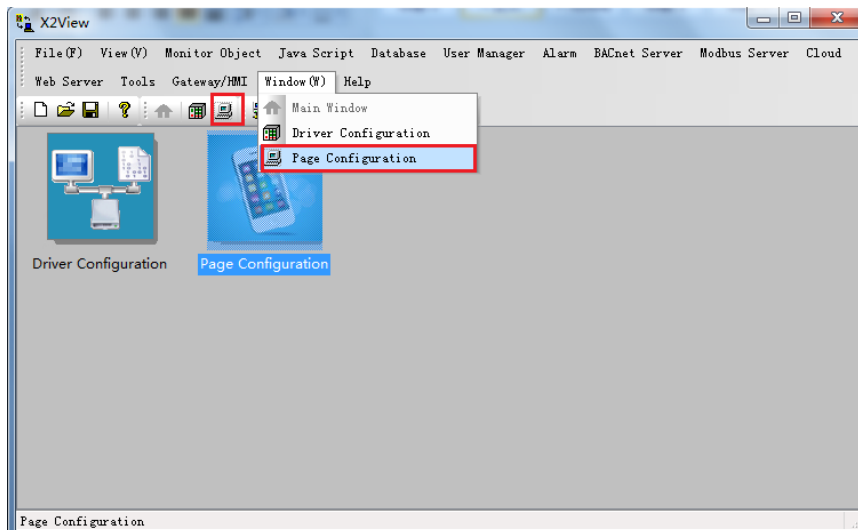 X2View
File(F) View(V) Monitor Object Java Script Database User Manager Alarm BACnet Server Modbus Server Cloud
Web Server Tools Gateway/HMI Window(W) Help
Main Window
Driver Configuration
Page Configuration
Driver Configuration Page Configuration
Page Configuration